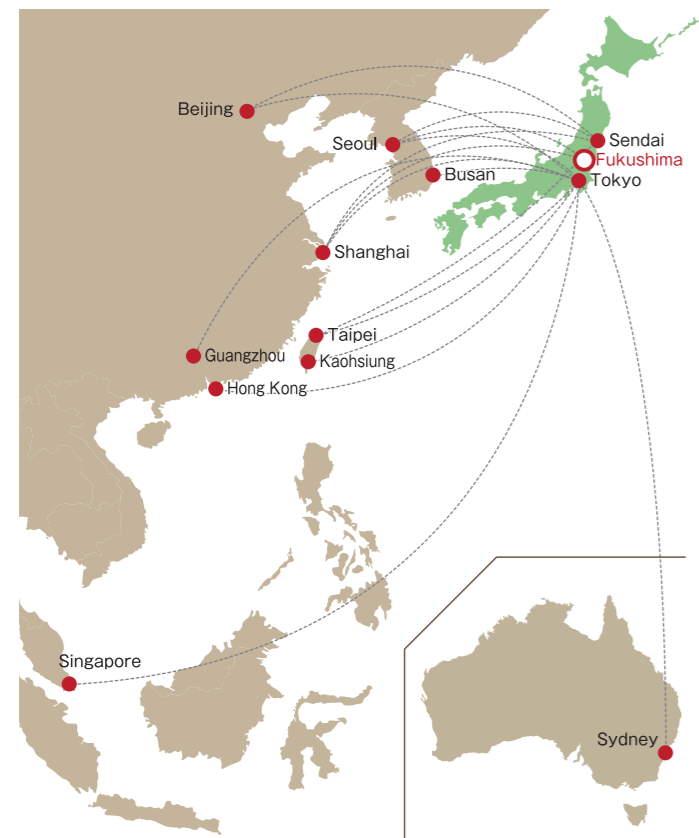 Beijing
Sendai
Seoul
Fukushima
Busan
Tokyo
Shanghai
Taipei
Guangzhou
Kaohsiung
Hong Kong
Singapore
Sydney